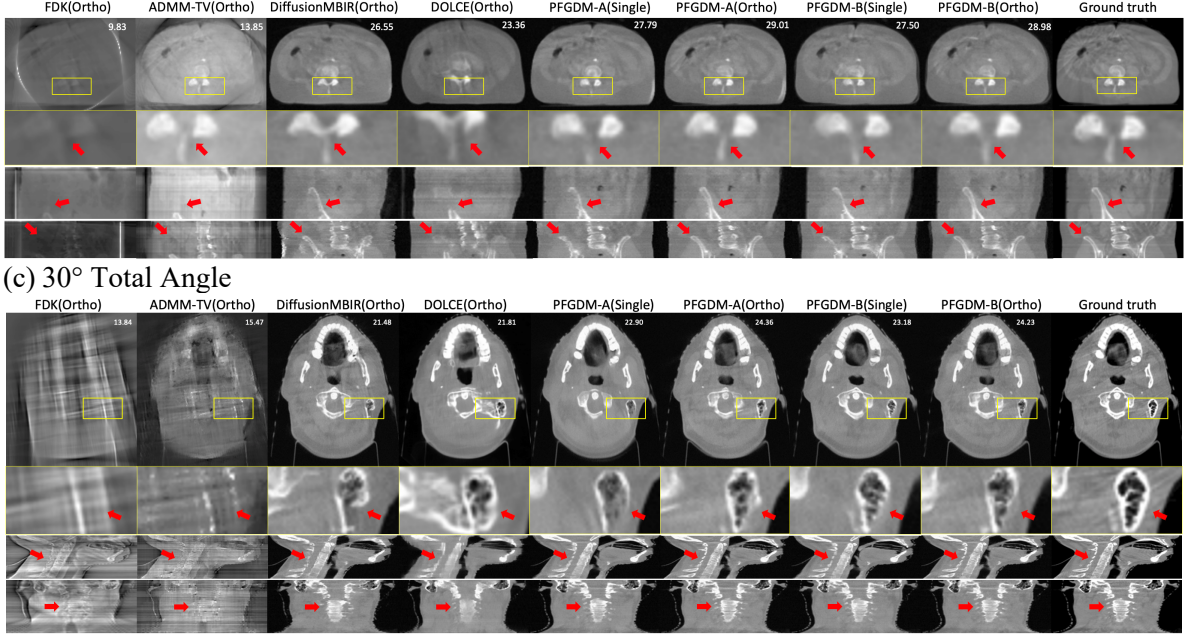 FDK(Ortho) ADMM-TV(Ortho) DiffusionMBIR(Ortho) DOLCE(Ortho) PFGDM-A(Single) PFGDM-A(Ortho) PFGDM-B(Single) PFGDM-B(Ortho) Ground truth
9.83 13.85 26.55 23.36 27.79 29.01 27.50 28.98
(c) 30° Total Angle
FDK(Ortho) ADMM-TV(Ortho) DiffusionMBIR(Ortho) DOLCE(Ortho) PFGDM-A(Single) PFGDM-A(Ortho) PFGDM-B(Single) PFGDM-B(Ortho) Ground truth
13.84 15.47 21.48 21.81 22.90 24.36 23.18 24.23